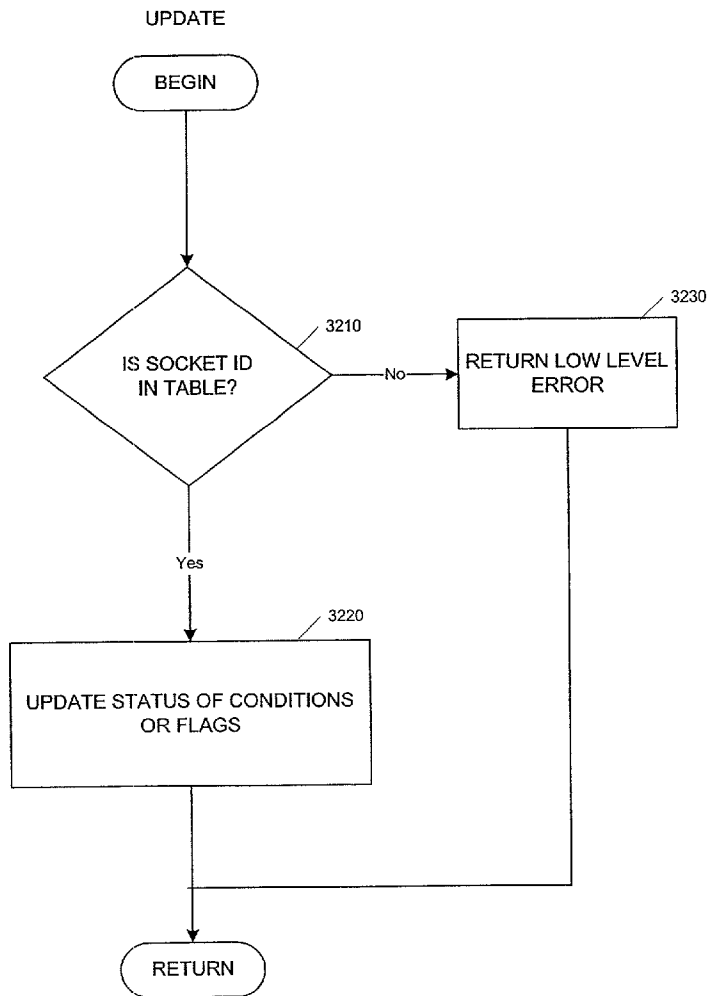 UPDATE
BEGIN
3210
IS SOCKET ID
IN TABLE?
No
3230
RETURN LOW LEVEL
ERROR
Yes
3220
UPDATE STATUS OF CONDITIONS
OR FLAGS
RETURN